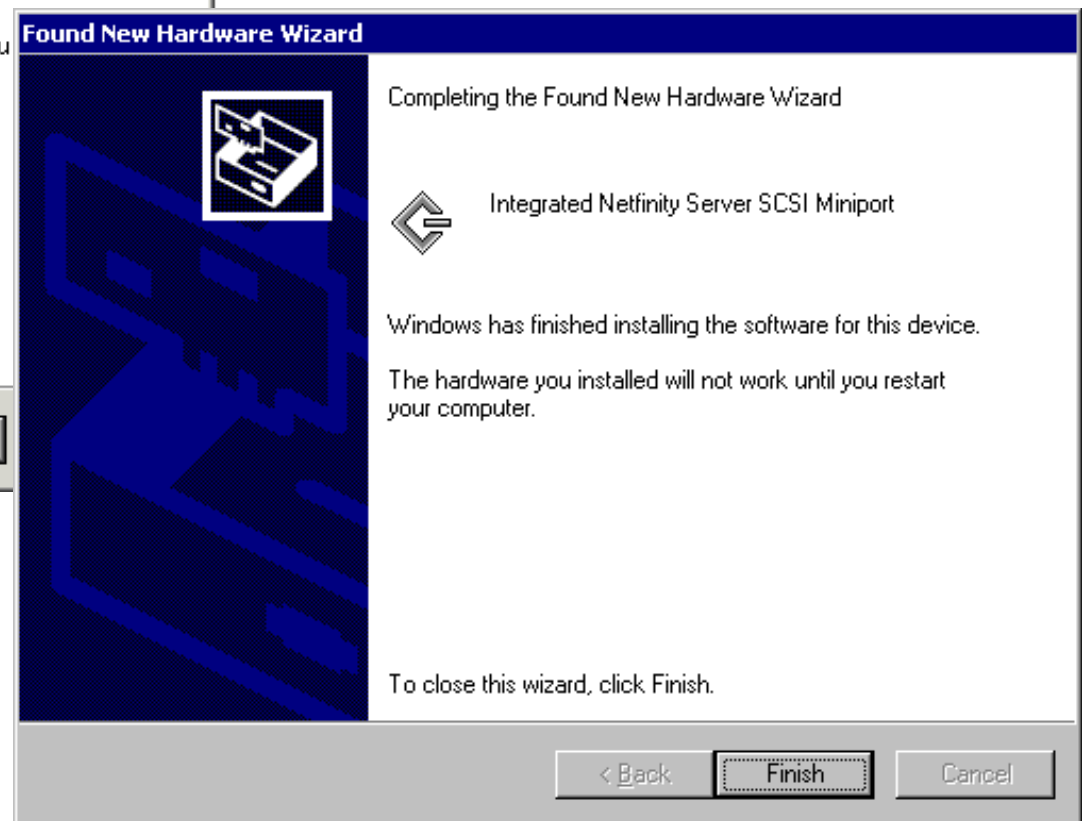 u
Found New Hardware Wizard
Completing the Found New Hardware Wizard
Integrated Netfinity Server SCSI Miniport
Windows has finished installing the software for this device.
The hardware you installed will not work until you restart
your computer.
To close this wizard, click Finish.
< Back
Finish
Cancel